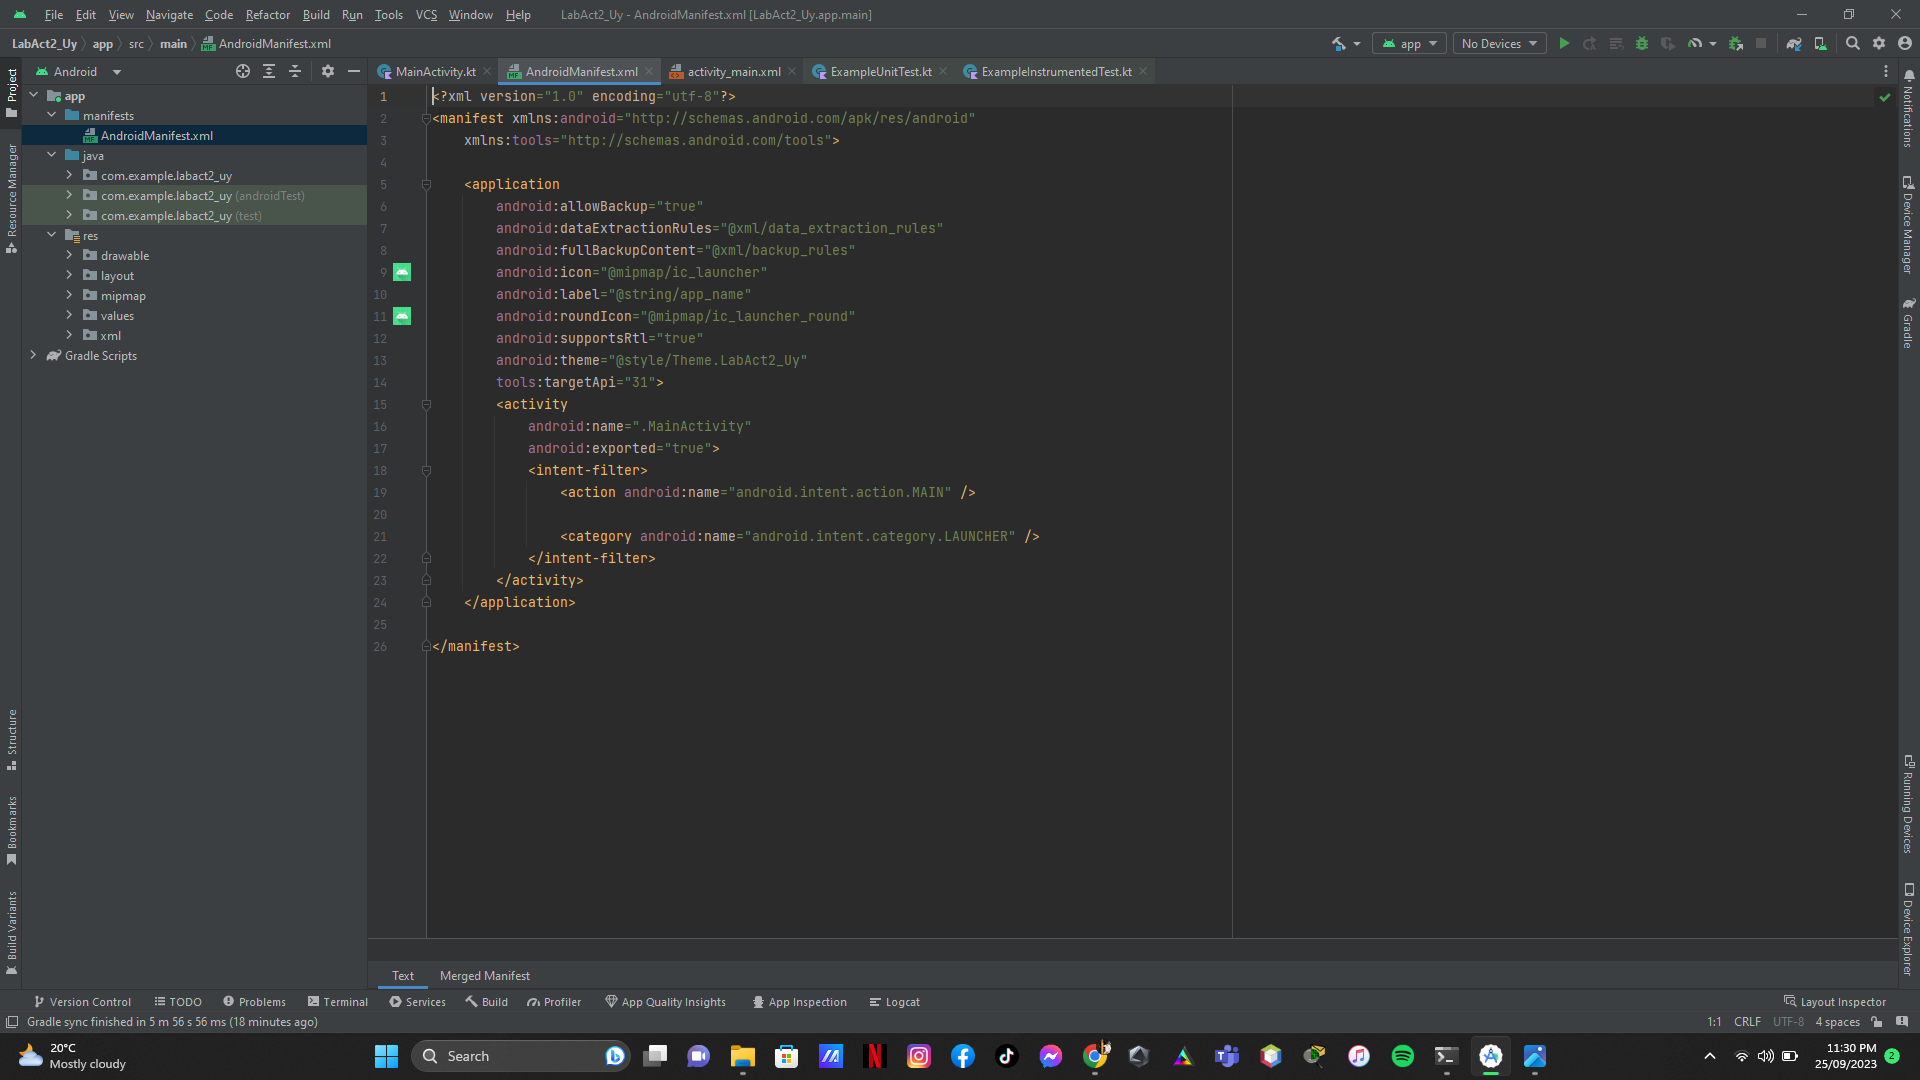 File Edit View Navigate Code Refactor Build Run Tools VCS Window Help LabAct2_Uy - AndroidManifest.xml [LabAct2_Uy.app.main]
LabAct2_Uy app src main AndroidManifest.xml app No Devices
Project
Resource Manager
Structure
Bookmarks
Build Variants
Android
app
manifests
AndroidManifest.xml
java
com.example.labact2_uy
com.example.labact2_uy (androidTest)
com.example.labact2_uy (test)
res
drawable
layout
mipmap
values
xml
Gradle Scripts
MainActivity.kt AndroidManifest.xml activity_main.xml ExampleUnitTest.kt ExampleInstrumentedTest.kt
1 <?xml version="1.0" encoding="utf-8"?>
2 <manifest xmlns:android="http://schemas.android.com/apk/res/android"
3 xmlns:tools="http://schemas.android.com/tools">
4
5 <application
6 android:allowBackup="true"
7 android:dataExtractionRules="@xml/data_extraction_rules"
8 android:fullBackupContent="@xml/backup_rules"
9 android:icon="@mipmap/ic_launcher"
10 android:label="@string/app_name"
11 android:roundIcon="@mipmap/ic_launcher_round"
12 android:supportsRtl="true"
13 android:theme="@style/Theme.LabAct2_Uy"
14 tools:targetApi="31">
15 <activity
16 android:name=".MainActivity"
17 android:exported="true">
18 <intent-filter>
19 <action android:name="android.intent.action.MAIN" />
20
21 <category android:name="android.intent.category.LAUNCHER" />
22 </intent-filter>
23 </activity>
24 </application>
25
26 </manifest>
Text Merged Manifest
Notifications
Device Manager
Gradle
Running Devices
Device Explorer
Version Control TODO Problems Terminal Services Build Profiler App Quality Insights App Inspection Logcat Layout Inspector
Gradle sync finished in 5 m 56 s 56 ms (18 minutes ago) 1:1 CRLF UTF-8 4 spaces
20°C
Mostly cloudy
Search
11:30 PM
25/09/2023
2